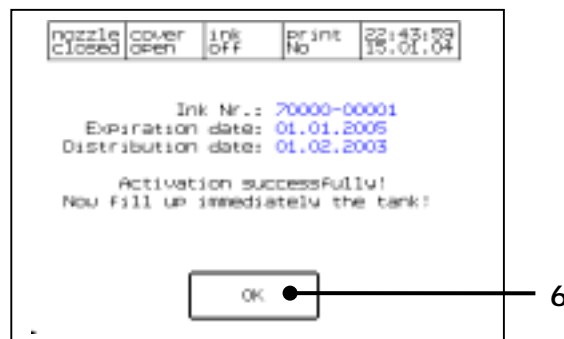 nozzle cover ink print 22:43:59
closed open off No 15.01.04
Ink Nr.: 70000-00001
Expiration date: 01.01.2005
Distribution date: 01.02.2003
Activation successfully!
Now fill up immediately the tank!
OK
6